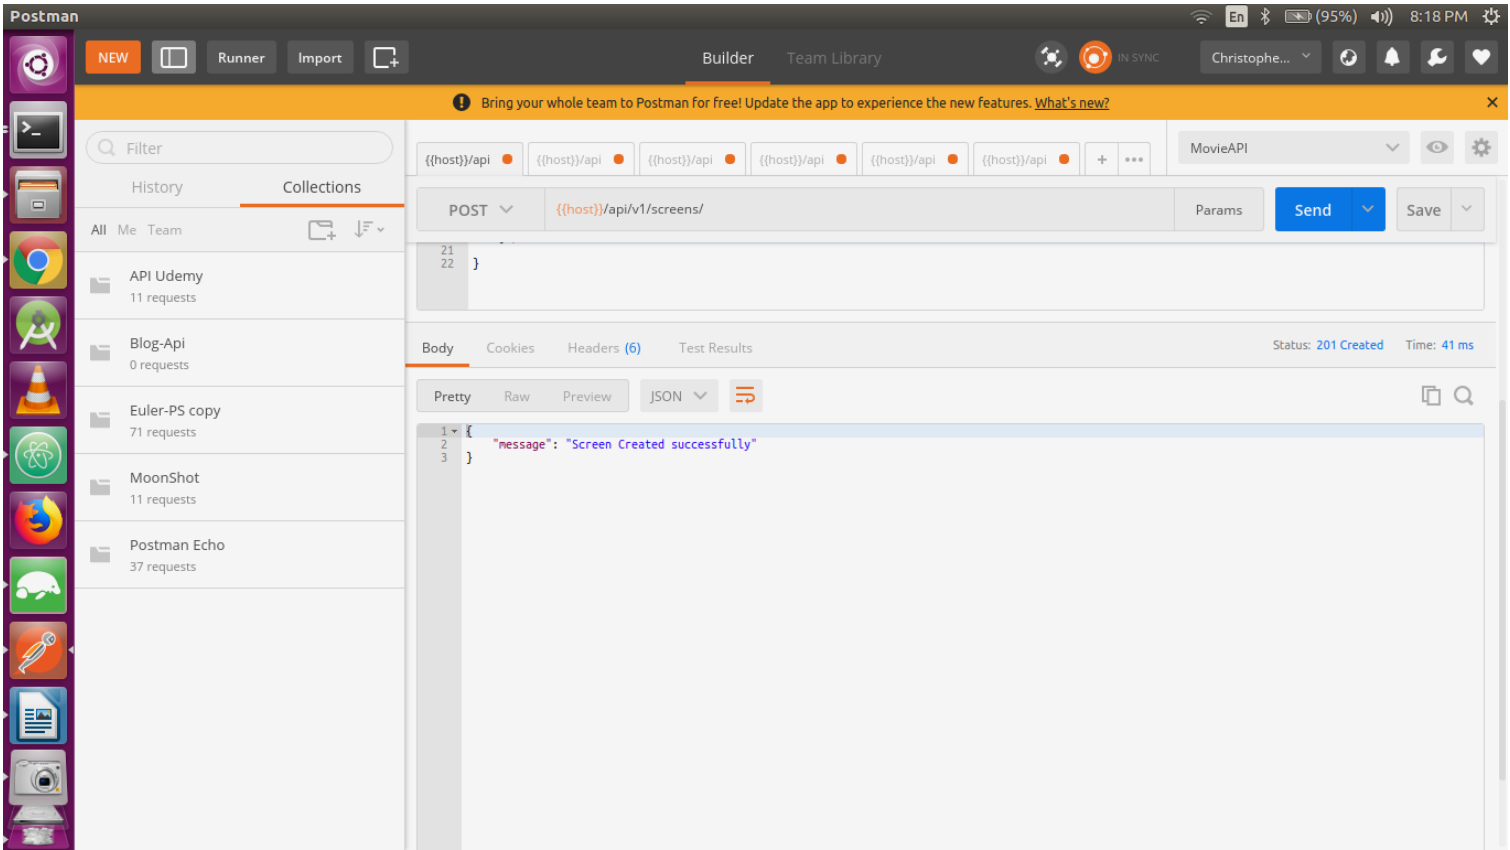 Postman
En
(95%)
8:18 PM
NEW
Runner
Import
Builder
Team Library
IN SYNC
Christophe...
Bring your whole team to Postman for free! Update the app to experience the new features. What's new?
Filter
History
Collections
All Me Team
API Udemy
11 requests
Blog-Api
0 requests
Euler-PS copy
71 requests
MoonShot
11 requests
Postman Echo
37 requests
{{host}}/api
{{host}}/api
{{host}}/api
{{host}}/api
{{host}}/api
{{host}}/api
+
•••
MovieAPI
POST
{{host}}/api/v1/screens/
Params
Send
Save
21
22 }
Body
Cookies
Headers (6)
Test Results
Status: 201 Created
Time: 41 ms
Pretty
Raw
Preview
JSON
1 {
2 "message": "Screen Created successfully"
3 }